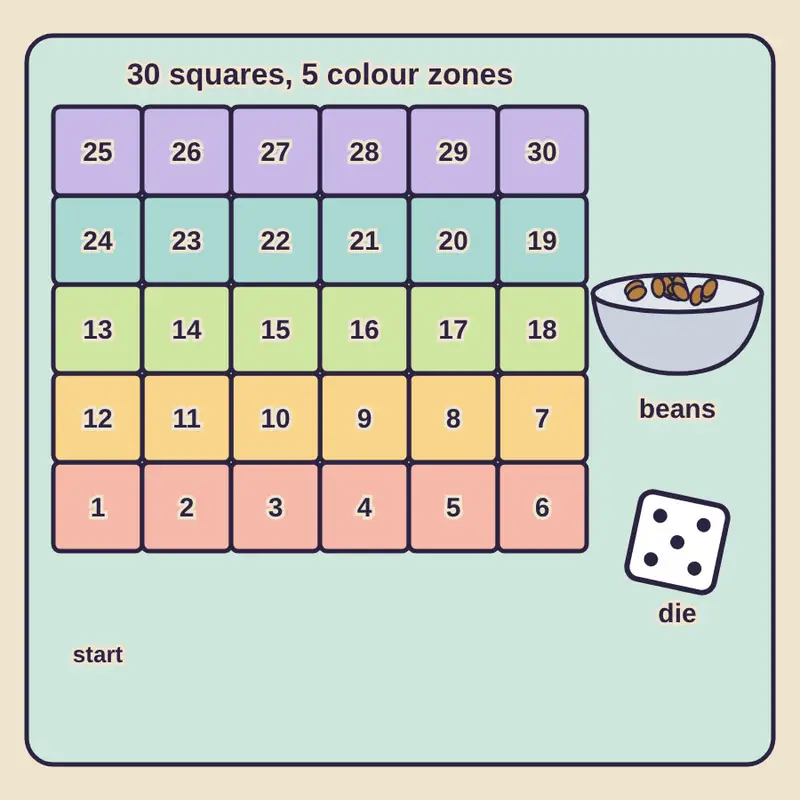 30 squares, 5 colour zones
25 26 27 28 29 30
24 23 22 21 20 19
13 14 15 16 17 18
beans
12 11 10 9 8 7
1 2 3 4 5 6
die
start